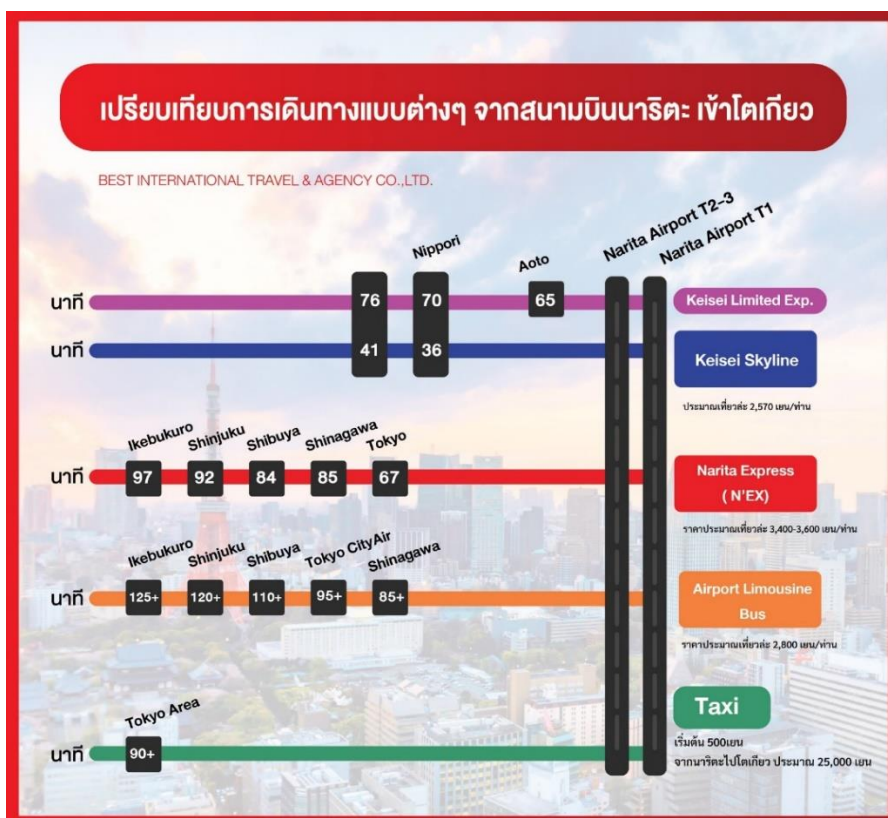 เปรียบเทียบการเดินทางแบบต่างๆ จากสนามบินนาริตะ เข้าโตเกียว
BEST INTERNATIONAL TRAVEL & AGENCY CO.,LTD.
Nippori
Aoto
Narita Airport T2-3
Narita Airport T1
นาที 76 70 65 Keisei Limited Exp.
นาที 41 36 Keisei Skyline
ประมาณเที่ยวล่ะ 2,570 เยน/ท่าน
Ikebukuro Shinjuku Shibuya Shinagawa Tokyo
นาที 97 92 84 85 67
Narita Express
( N'EX)
ราคาประมาณเที่ยวล่ะ 3,400-3,600 เยน/ท่าน
Ikebukuro Shinjuku Shibuya Tokyo CityAir Shinagawa
นาที 125+ 120+ 110+ 95+ 85+
Airport Limousine
Bus
ราคาประมาณเที่ยวล่ะ 2,800 เยน/ท่าน
Tokyo Area
นาที 90+
Taxi
เริ่มต้น 500เยน
จากนาริตะไปโตเกียว ประมาณ 25,000 เยน